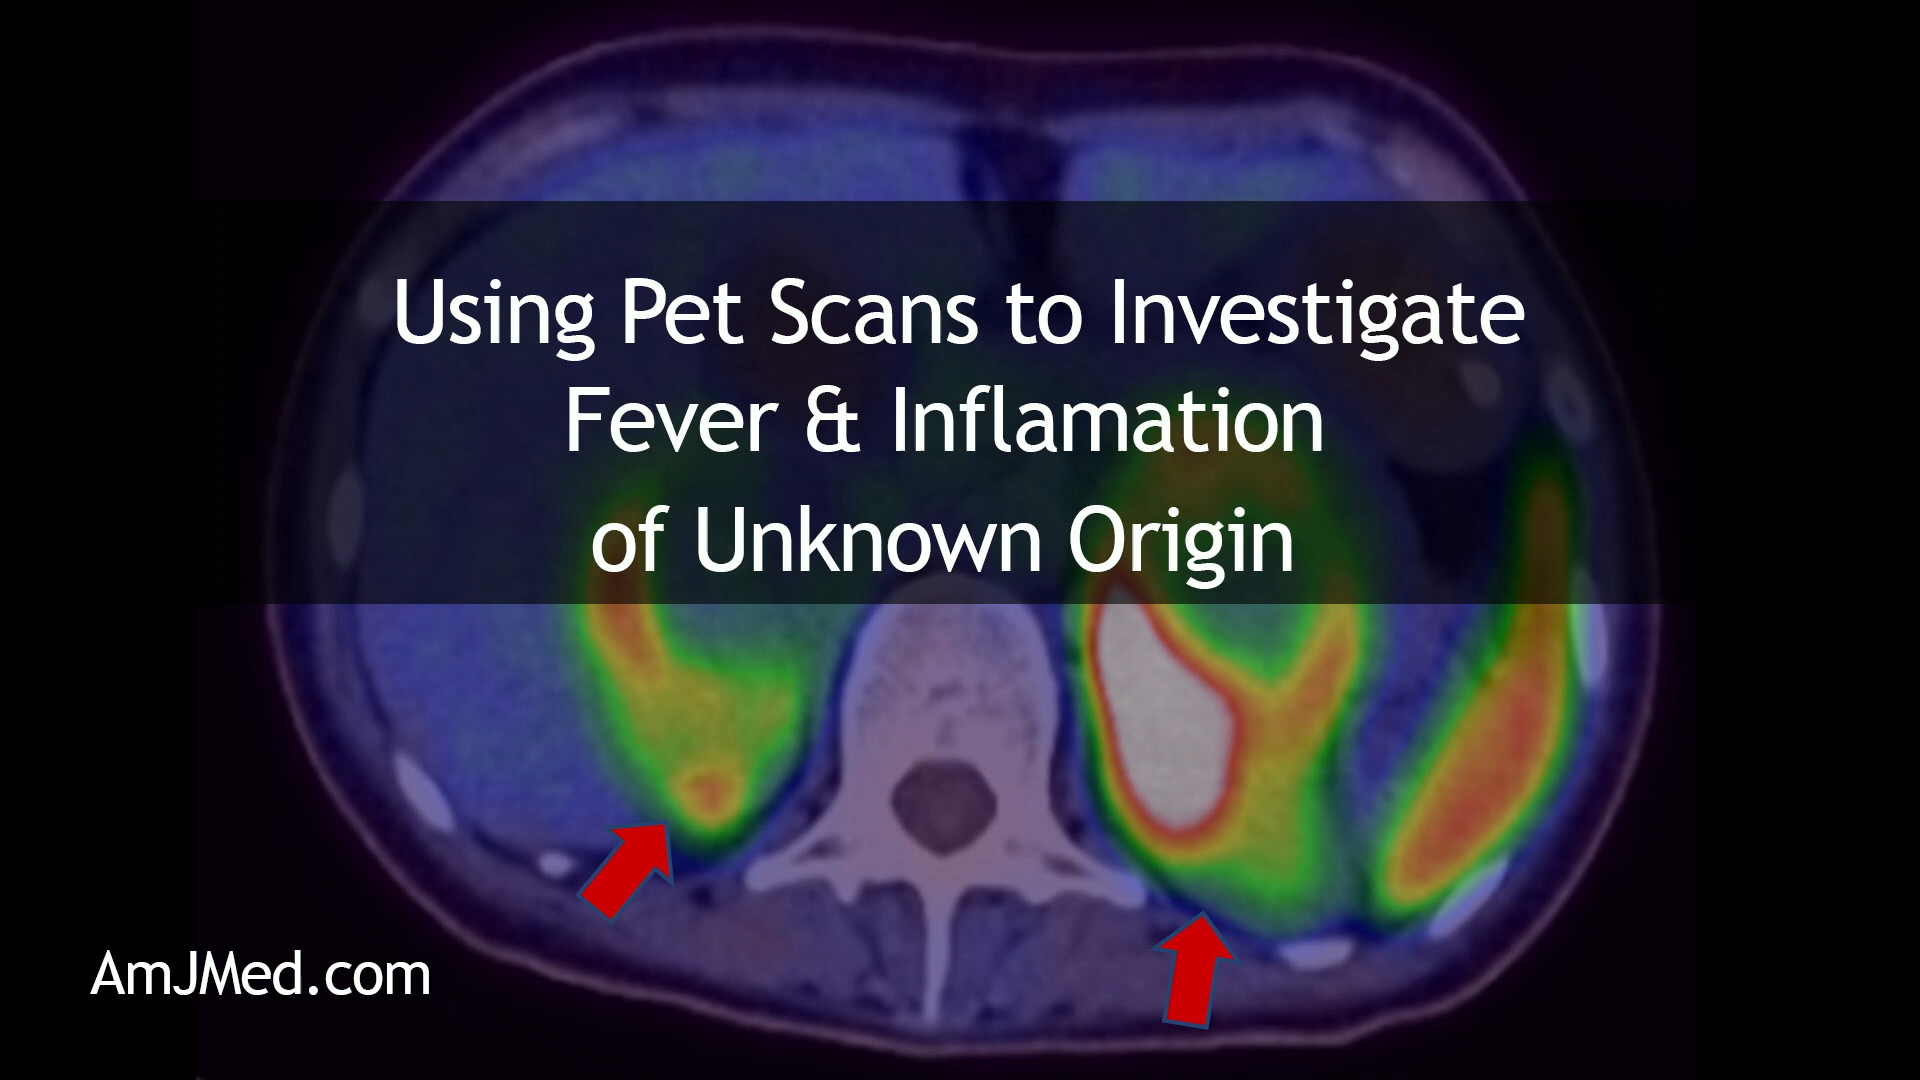 Using Pet Scans to Investigate
Fever & Inflamation
of Unknown Origin
AmJMed.com